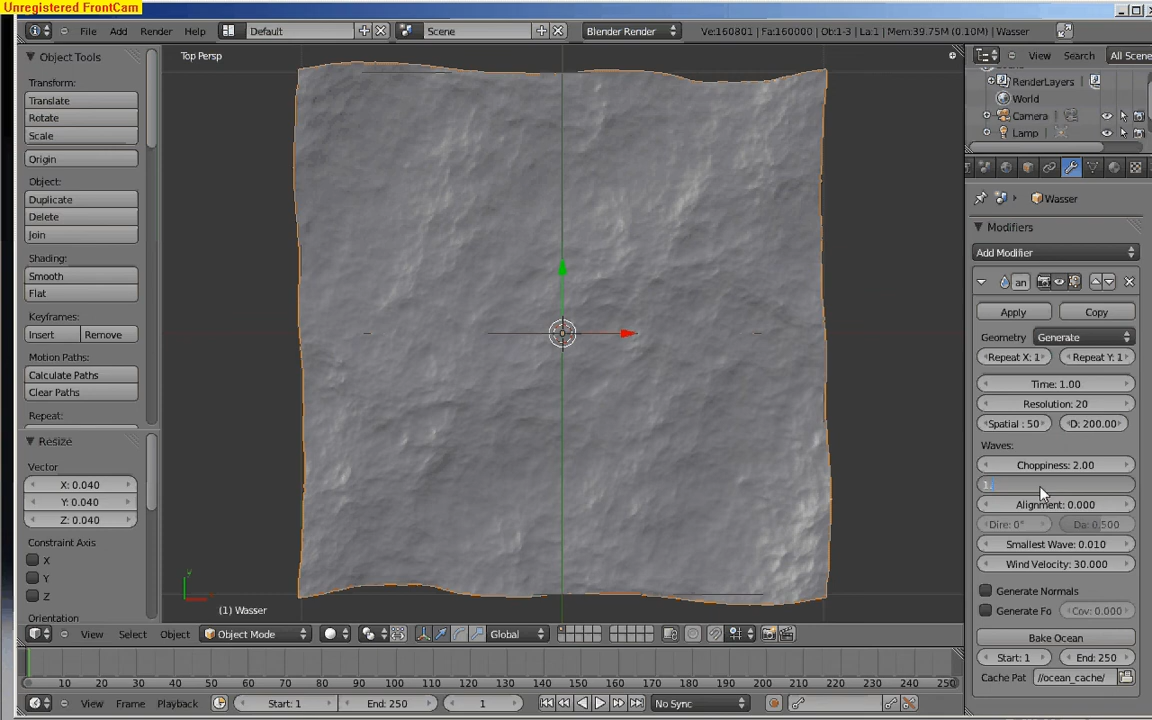 Unregistered FrontCam
File Add Render Help Default Scene Blender Render Ve:160801 | Fa:160000 | Ob:1-3 | La:1 | Mem:39.75M (0.10M) | Wasser
Object Tools
Transform:
Translate
Rotate
Scale
Origin
Object:
Duplicate
Delete
Join
Shading:
Smooth
Flat
Keyframes:
Insert Remove
Motion Paths:
Calculate Paths
Clear Paths
Repeat:
Resize
Vector
X: 0.040
Y: 0.040
Z: 0.040
Constraint Axis
X
Y
Z
Orientation
Top Persp
(1) Wasser
View Select Object Object Mode Global
View Search All Scene
RenderLayers
World
Camera
Lamp
Wasser
Modifiers
Add Modifier
an
Apply Copy
Geometry Generate
Repeat X: 1 Repeat Y: 1
Time: 1.00
Resolution: 20
Spatial : 50 D: 200.00
Waves:
Choppiness: 2.00
Alignment: 0.000
Dire: 0° Da: 0.500
Smallest Wave: 0.010
Wind Velocity: 30.000
Generate Normals
Generate Fo Cov: 0.000
Bake Ocean
Start: 1 End: 250
Cache Pat //ocean_cache/
0 10 20 30 40 50 60 70 80 90 100 110 120 130 140 150 160 170 180 190 200 210 220 230 240 250
View Frame Playback Start: 1 End: 250 1 No Sync